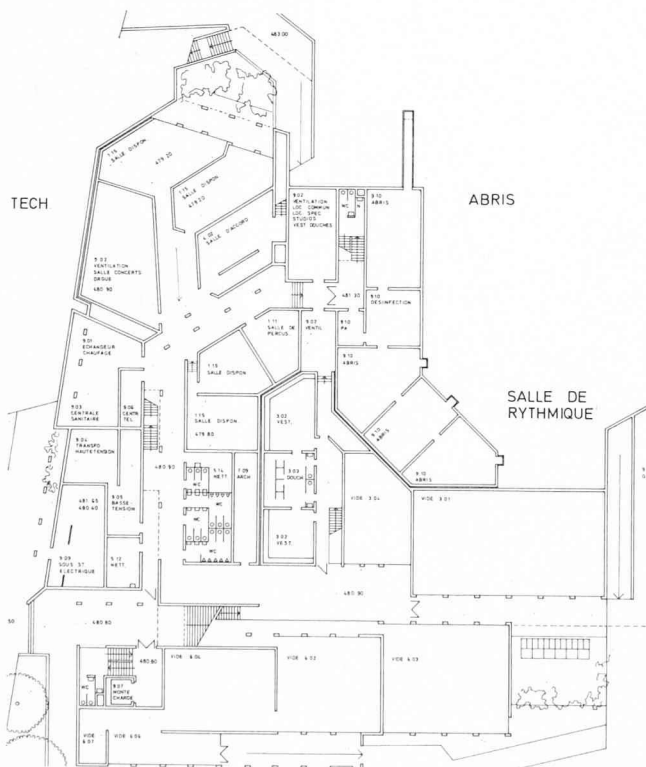 483.00
1.15
SALLE DISPON
479.20
1.15
SALLE DISPON
479.20
4.02
SALLE D'ACCORD
9.02
VENTILATION
LOC COMMUN
LOC SPEC
STUDIOS
VEST DOUCHES
WC
9.10
ABRIS
TECH
ABRIS
9.02
VENTILATION
SALLE CONCERTS
ORGUE
480.90
481.30
9.10
DESINFECTION
9.01
ECHANGEUR
CHAUFAGE
1.11
SALLE DE
PERCUS.
9.02
VENTIL
9.10
9.10
ABRIS
1.15
SALLE DISPON
SALLE DE
RYTHMIQUE
9.03
CENTRALE
SANITAIRE
9.06
CENTR
TEL
1.15
SALLE DISPON
479.80
3.02
VEST.
9.10
ABRIS
9.04
TRANSFO
HAUTE TENSION
480.90
5.14
NETT
7.09
ARCH
3.03
DOUCH
9.10
ABRIS
WC
WC
WC
481.65
480.40
9.05
BASSE-
TENSION
VIDE 3.04
VIDE 3.01
9.09
SOUS ST
ELECTRIQUE
5.12
NETT
3.02
VEST.
480.90
50
480.80
480.80
VIDE 6.04
VIDE 6.03
VIDE 6.03
WC
9.07
MONTE
CHARGE
VIDE
6.07
VIDE 6.06